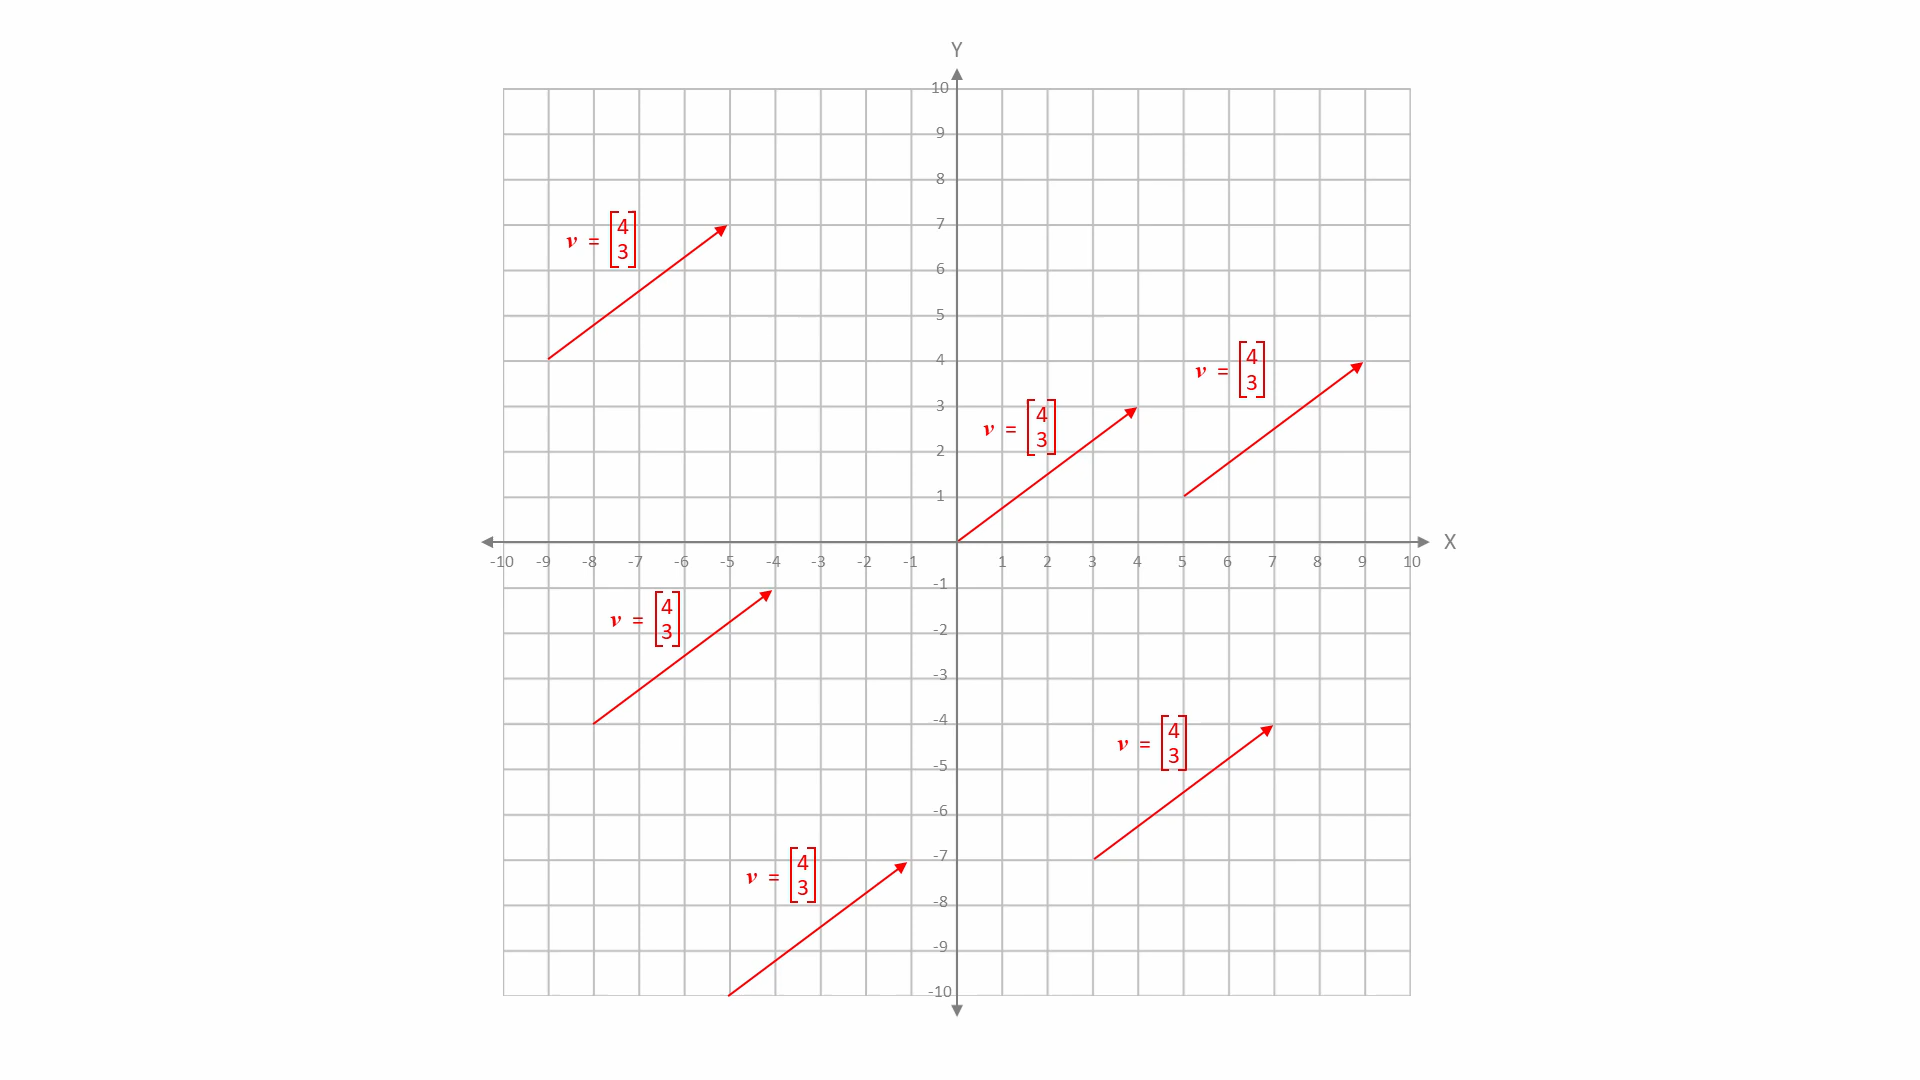 Y
10
9
8
7
6
5
4
3
2
1
v = [4
3]
v = [4
3]
v = [4
3]
X
-10 -9 -8 -7 -6 -5 -4 -3 -2 -1 1 2 3 4 5 6 7 8 9 10
-1
-2
-3
-4
-5
-6
-7
-8
-9
-10
v = [4
3]
v = [4
3]
v = [4
3]